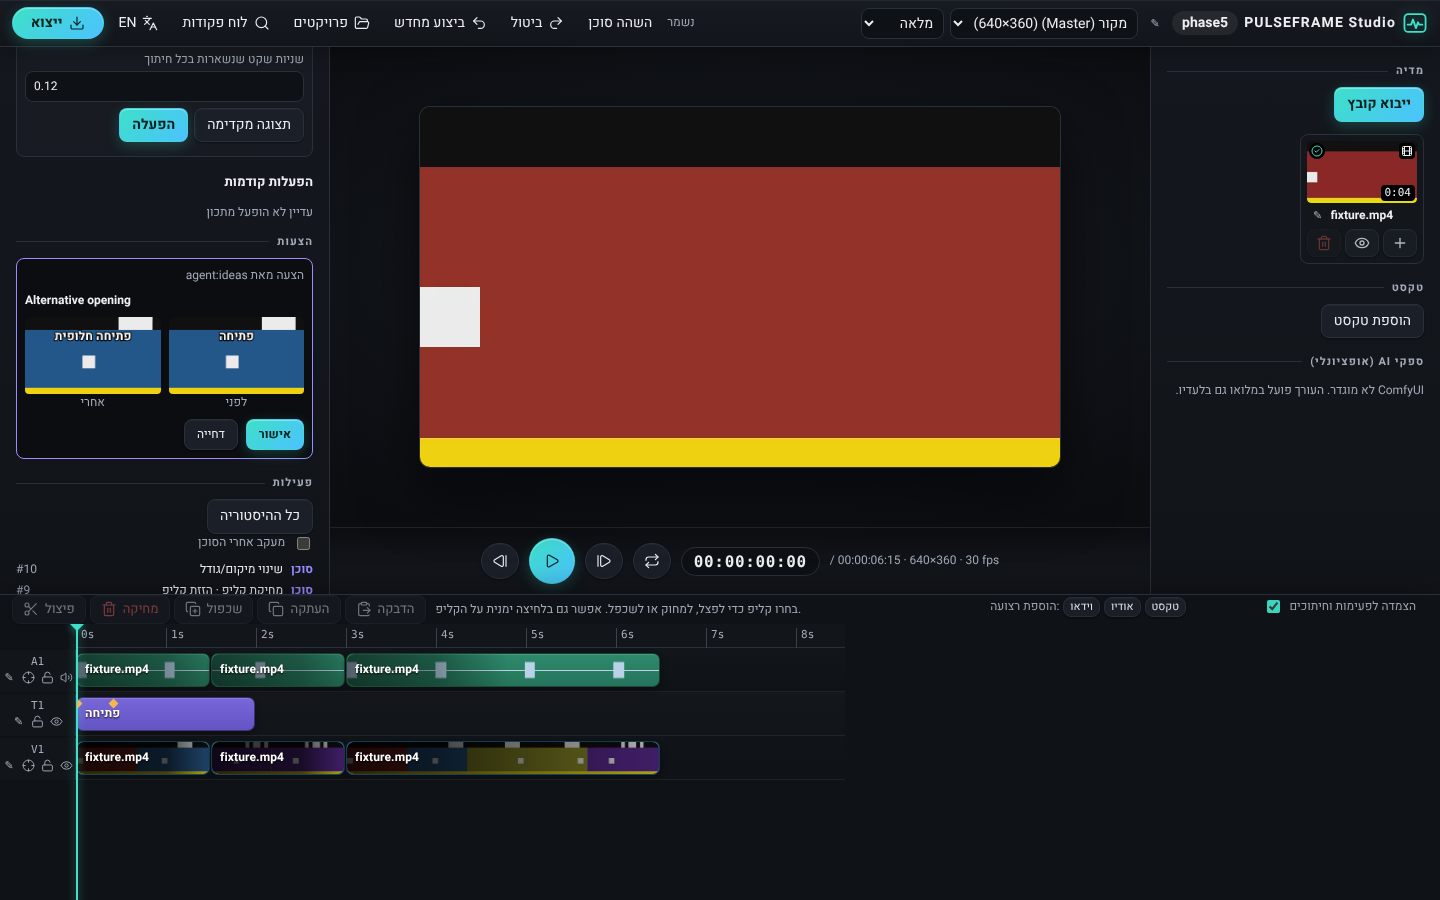 PULSEFRAME Studio
phase5
מקור (Master) (640×360)
מלאה
נשמר
השהה סוכן
ביטול
ביצוע מחדש
פרויקטים
לוח פקודות
EN
ייצוא
מדיה
ייבוא קובץ
0:04
fixture.mp4
טקסט
הוספת טקסט
ספקי AI (אופציונלי)
ComfyUI לא מוגדר. העורך פועל במלואו גם בלעדיו.
00:00:00:00
/ 00:00:06:15 · 640×360 · 30 fps
שניות שקט שנשארות בכל חיתוך
0.12
תצוגה מקדימה
הפעלה
הפעלות קודמות
עדיין לא הופעל מתכון
הצעות
הצעה מאת agent:ideas
Alternative opening
פתיחה
פתיחה חלופית
לפני
אחרי
אישור
דחייה
פעילות
כל ההיסטוריה
מעקב אחרי הסוכן
סוכן שינוי מיקום/גודל #10
סוכן מחיקת קליפ · הזזת קליפ #9
הצמדה לפעימות וחיתוכים
הוספת רצועה:
וידאו
אודיו
טקסט
בחרו קליפ כדי לפצל, למחוק או לשכפל. אפשר גם בלחיצה ימנית על הקליפ.
הדבקה
העתקה
שכפול
מחיקה
פיצול
0s 1s 2s 3s 4s 5s 6s 7s 8s
A1
fixture.mp4 fixture.mp4 fixture.mp4
T1
פתיחה
V1
fixture.mp4 fixture.mp4 fixture.mp4